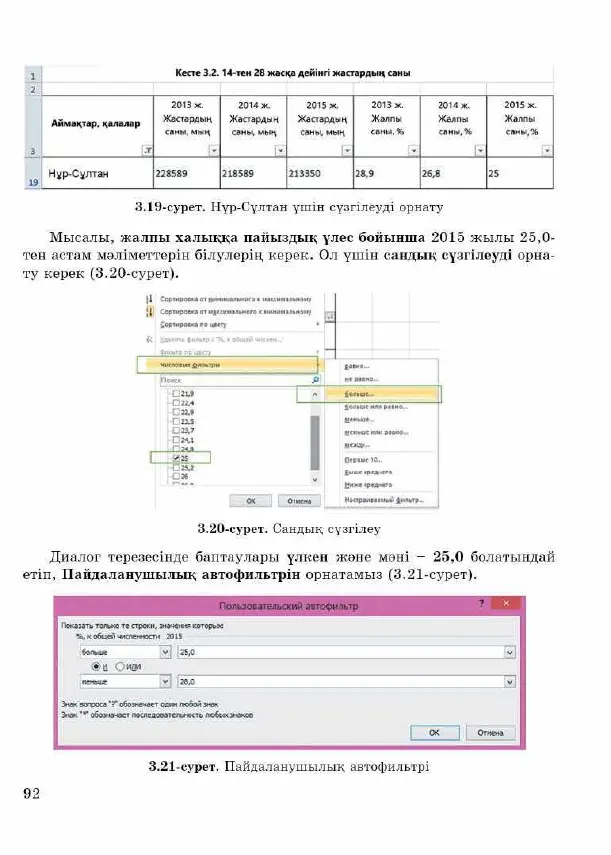 1 Кесте 3.2. 14-тен 28 жасқа дейінгі жастардың саны
2
3 Аймақтар, қалалар
2013 ж. Жастардың саны, мың
2014 ж. Жастардың саны, мың
2015 ж. Жастардың саны, мың
2013 ж. Жалпы саны, %
2014 ж. Жалпы саны, %
2015 ж. Жалпы саны, %
19 Нұр-Сұлтан 228589 218589 213350 28,9 26,8 25
3.19-сурет. Нұр-Сұлтан үшін сүзгілеуді орнату
Мысалы, жалпы халыққа пайыздық үлес бойынша 2015 жылы 25,0-
тен астам мәліметтерін білулерің керек. Ол үшін сандық сүзгілеуді орна-
ту керек (3.20-сурет).
Сортировка от минимального к максимальному
Сортировка от максимального к минимальному
Сортировка по цвету
Удалить фильтр с "%, к общей числен..."
Фильтр по цвету
Числовые фильтры
Поиск
21,9
22,4
22,9
23,5
23,7
24,1
24,9
25
25,2
26
ОК Отмена
равно...
не равно...
больше...
больше или равно...
меньше...
меньше или равно...
между...
Первые 10...
Выше среднего
Ниже среднего
Настраиваемый фильтр...
3.20-сурет. Сандық сүзгілеу
Диалог терезесінде баптаулары үлкен және мәні – 25,0 болатындай
етіп, Пайдаланушылық автофильтрін орнатамыз (3.21-сурет).
Пользовательский автофильтр ? ×
Показать только те строки, значения которых:
%, к общей численности 2015
больше 25,0
И ИЛИ
меньше 28,0
Знак вопроса "?" обозначает один любой знак
Знак "*" обозначает последовательность любых знаков
ОК Отмена
3.21-сурет. Пайдаланушылық автофильтрі
92